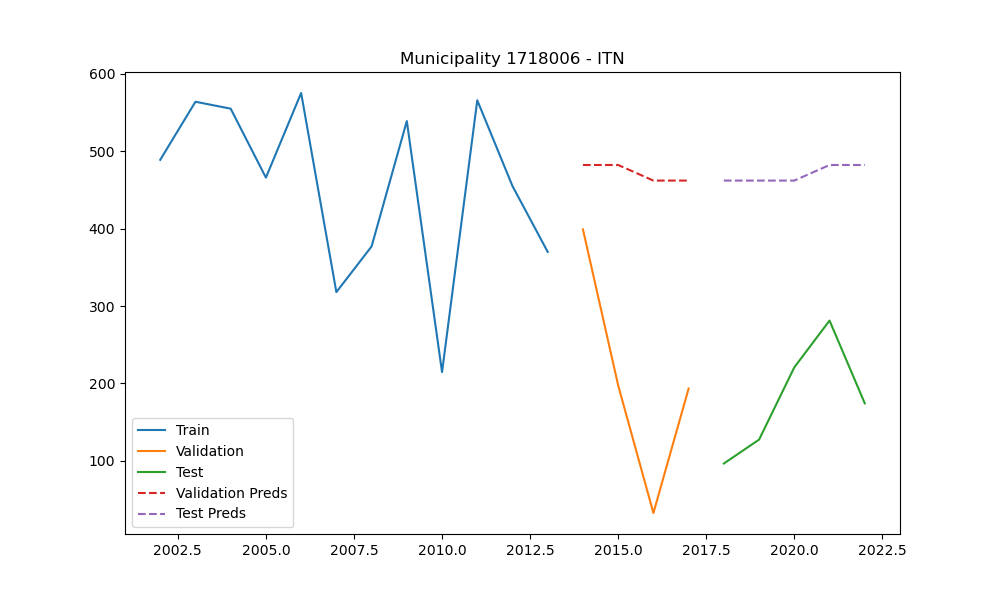 Municipality 1718006 - ITN
600
500
400
300
200
100
Train
Validation
Test
Validation Preds
Test Preds
2002.5 2005.0 2007.5 2010.0 2012.5 2015.0 2017.5 2020.0 2022.5